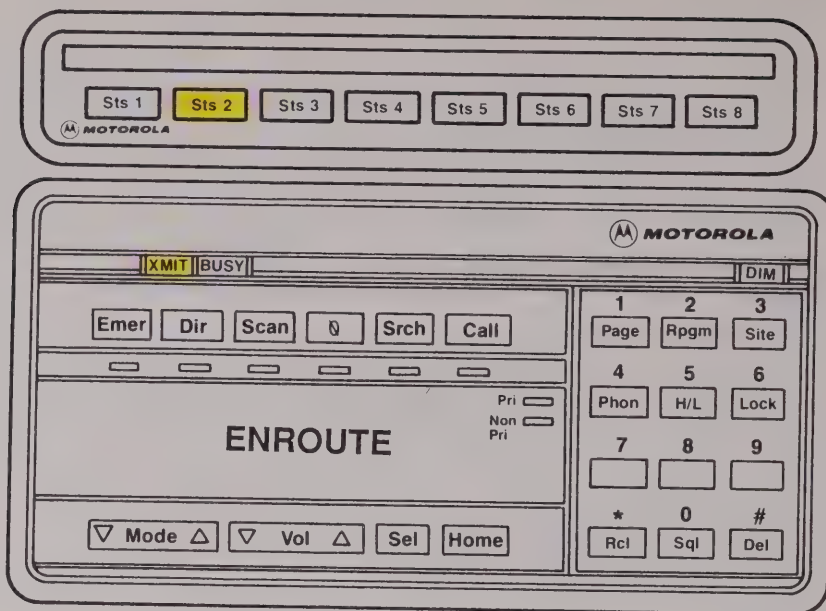 Sts 1 Sts 2 Sts 3 Sts 4 Sts 5 Sts 6 Sts 7 Sts 8
MOTOROLA
MOTOROLA
XMIT BUSY DIM
Emer Dir Scan 0 Srch Call
Pri
Non
Pri
ENROUTE
Mode Vol Sel Home
1 2 3
Page Rpgm Site
4 5 6
Phon H/L Lock
7 8 9
* 0 #
Rcl Sql Del